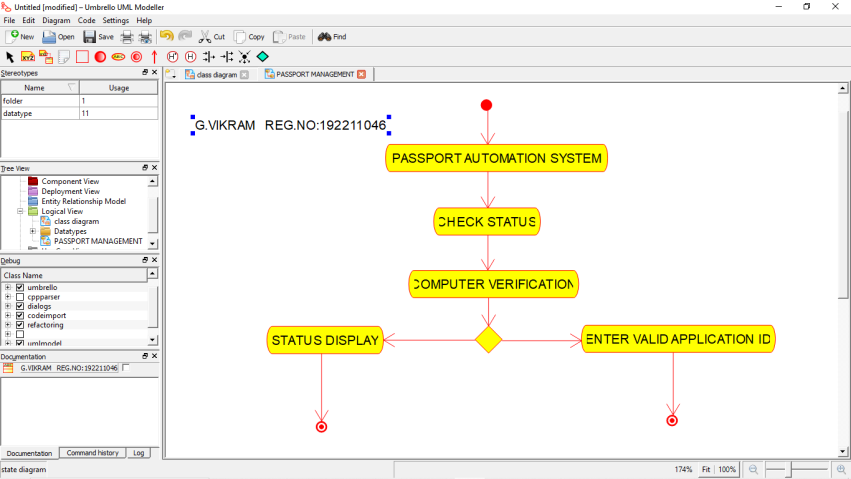 Untitled [modified] – Umbrello UML Modeller
File Edit Diagram Code Settings Help
New Open Save Cut Copy Paste Find
XYZ
Stereotypes
Name Usage
folder 1
datatype 11
Tree View
Component View
Deployment View
Entity Relationship Model
Logical View
class diagram
Datatypes
PASSPORT MANAGEMENT
Debug
Class Name
umbrello
cppparser
dialogs
codeimport
refactoring
umlmodel
Documentation
G.VIKRAM REG.NO:192211046
Documentation Command history Log
state diagram
class diagram PASSPORT MANAGEMENT
G.VIKRAM REG.NO:192211046
PASSPORT AUTOMATION SYSTEM
CHECK STATUS
COMPUTER VERIFICATION
STATUS DISPLAY ENTER VALID APPLICATION ID
174% Fit 100%